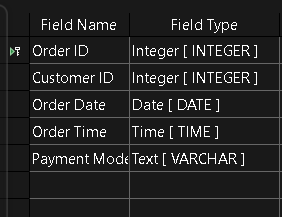 Field Name Field Type
Order ID Integer [ INTEGER ]
Customer ID Integer [ INTEGER ]
Order Date Date [ DATE ]
Order Time Time [ TIME ]
Payment Mode Text [ VARCHAR ]